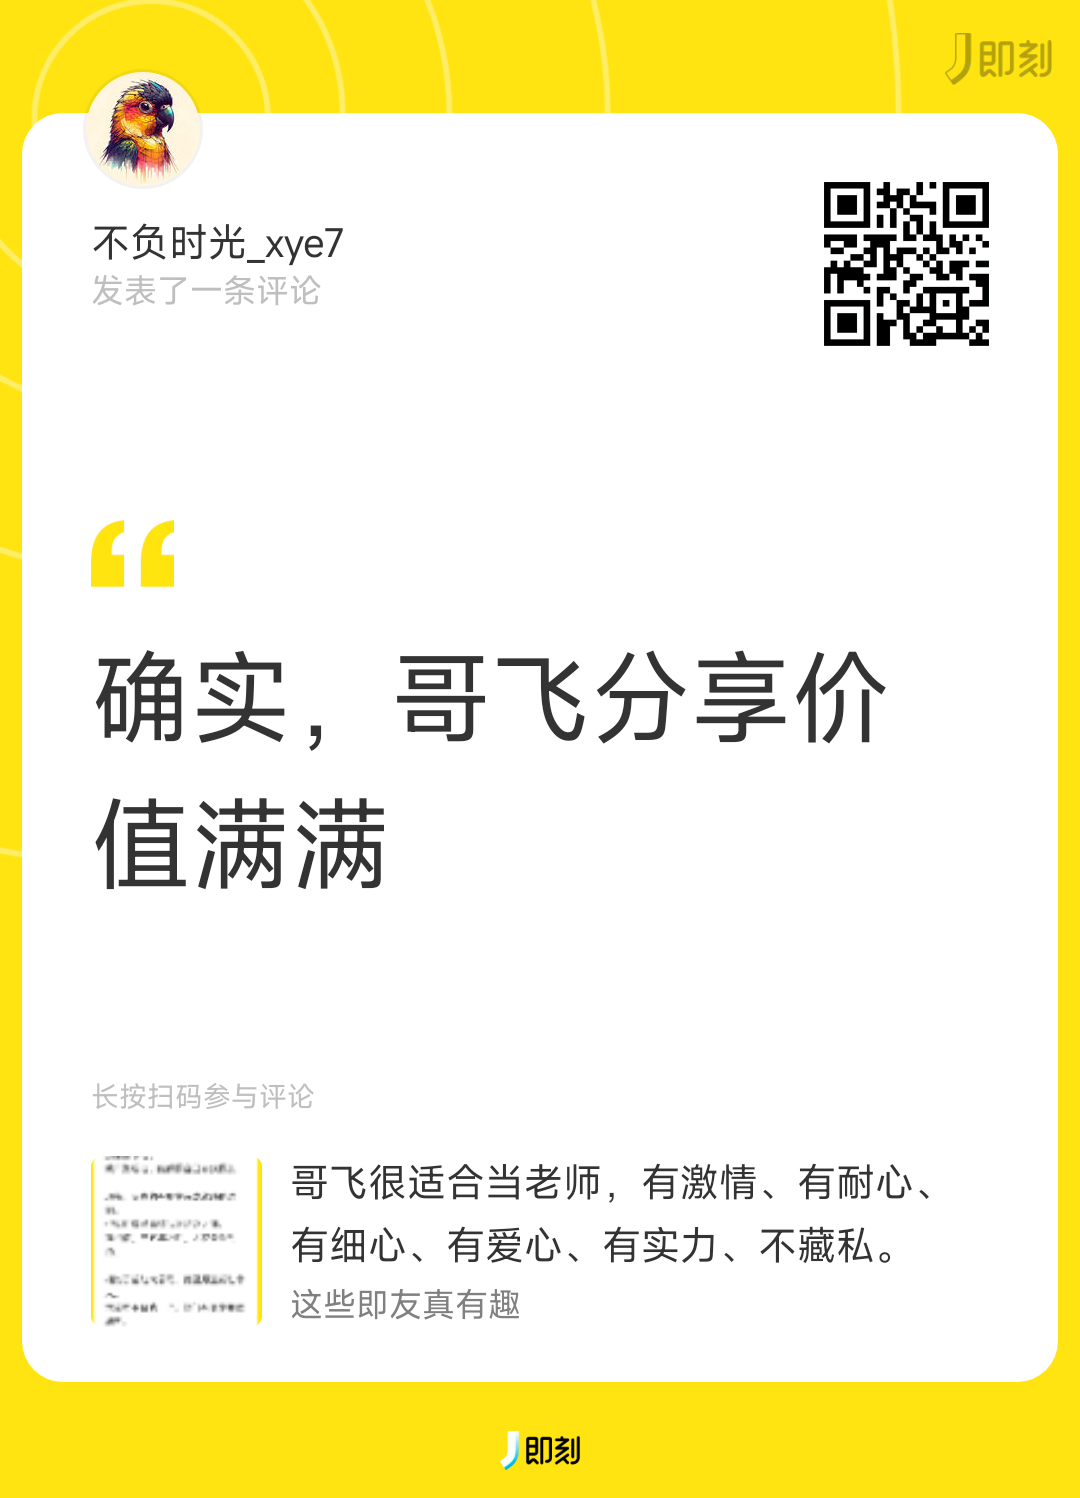 即刻
不负时光_xye7
发表了一条评论
确实，哥飞分享价
值满满
长按扫码参与评论
哥飞很适合当老师，有激情、有耐心、
有细心、有爱心、有实力、不藏私。
这些即友真有趣
即刻